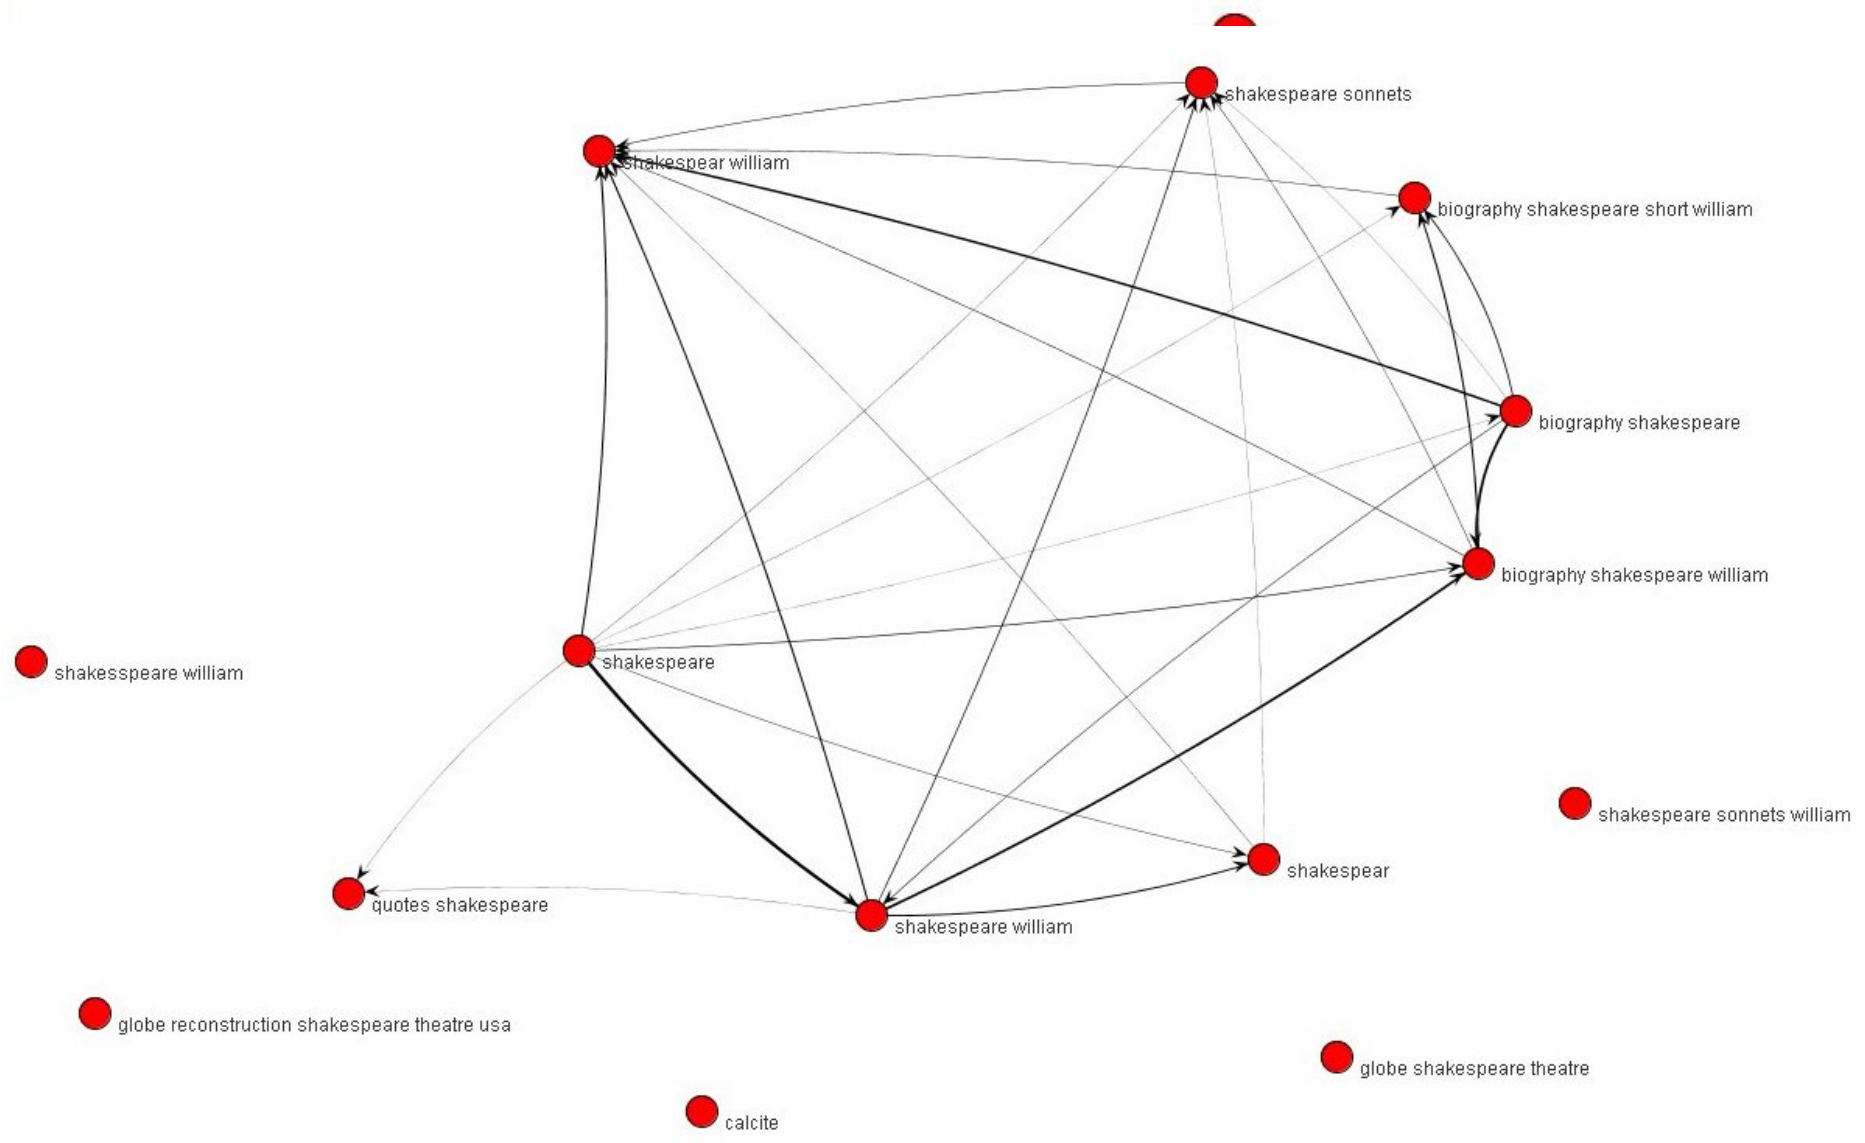 shakespeare sonnets
shakespear william
biography shakespeare short william
biography shakespeare
biography shakespeare william
shakespeare
shakesspeare william
shakespeare sonnets william
shakespear
quotes shakespeare
shakespeare william
globe reconstruction shakespeare theatre usa
globe shakespeare theatre
calcite